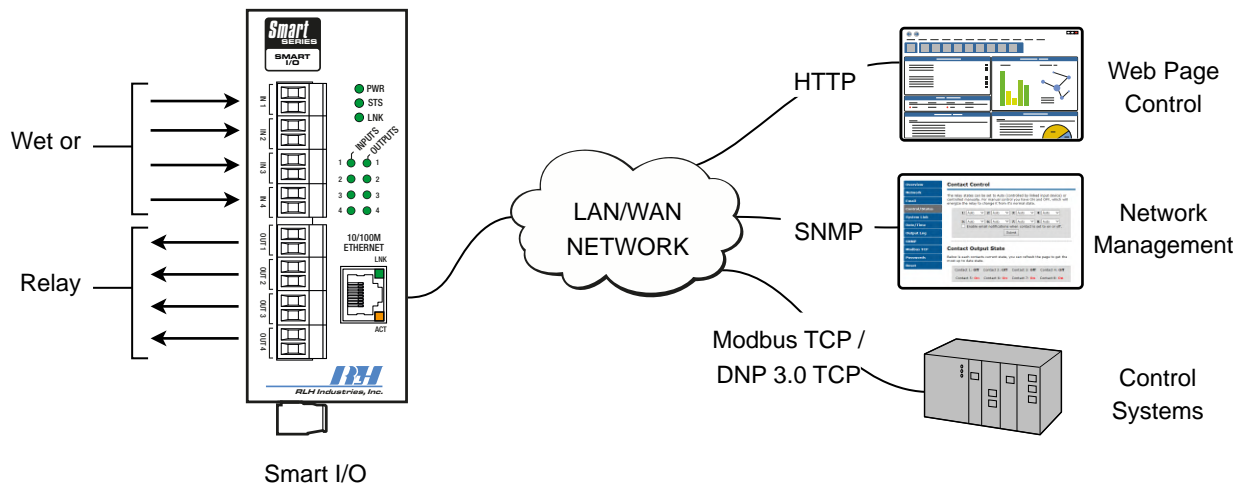 Smart
SERIES
SMART
I/O
PWR
STS
LNK
INPUTS
OUTPUTS
1 1
2 2
3 3
4 4
IN 1
IN 2
IN 3
IN 4
OUT 1
OUT 2
OUT 3
OUT 4
10/100M
ETHERNET
LNK
ACT
RLH
RLH Industries, Inc.
Smart I/O
Wet or
Relay
LAN/WAN
NETWORK
HTTP
Web Page
Control
SNMP
Contact Control
Contact Output State
Network
Management
Modbus TCP /
DNP 3.0 TCP
Control
Systems